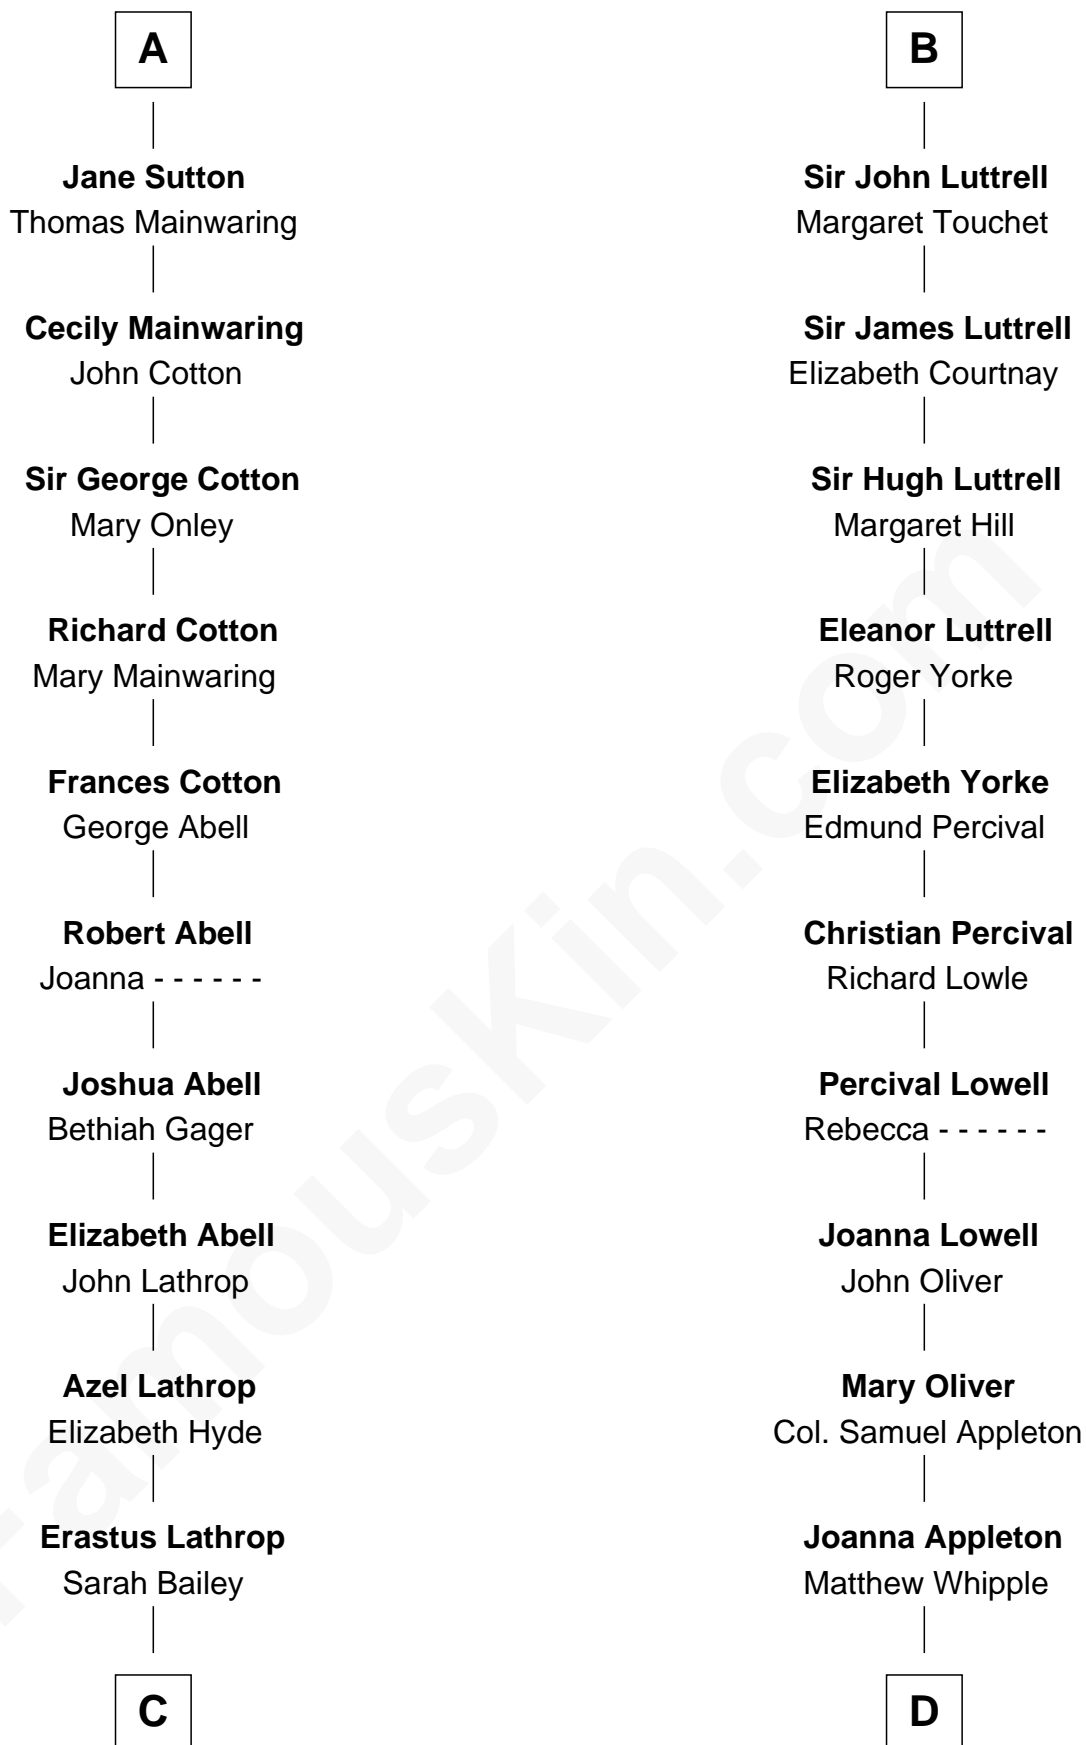 A
Jane Sutton
Thomas Mainwaring
Cecily Mainwaring
John Cotton
Sir George Cotton
Mary Onley
Richard Cotton
Mary Mainwaring
Frances Cotton
George Abell
Robert Abell
Joanna - - - - - -
Joshua Abell
Bethiah Gager
Elizabeth Abell
John Lathrop
Azel Lathrop
Elizabeth Hyde
Erastus Lathrop
Sarah Bailey
C
B
Sir John Luttrell
Margaret Touchet
Sir James Luttrell
Elizabeth Courtnay
Sir Hugh Luttrell
Margaret Hill
Eleanor Luttrell
Roger Yorke
Elizabeth Yorke
Edmund Percival
Christian Percival
Richard Lowle
Percival Lowell
Rebecca - - - - - -
Joanna Lowell
John Oliver
Mary Oliver
Col. Samuel Appleton
Joanna Appleton
Matthew Whipple
D
FamousKin.com